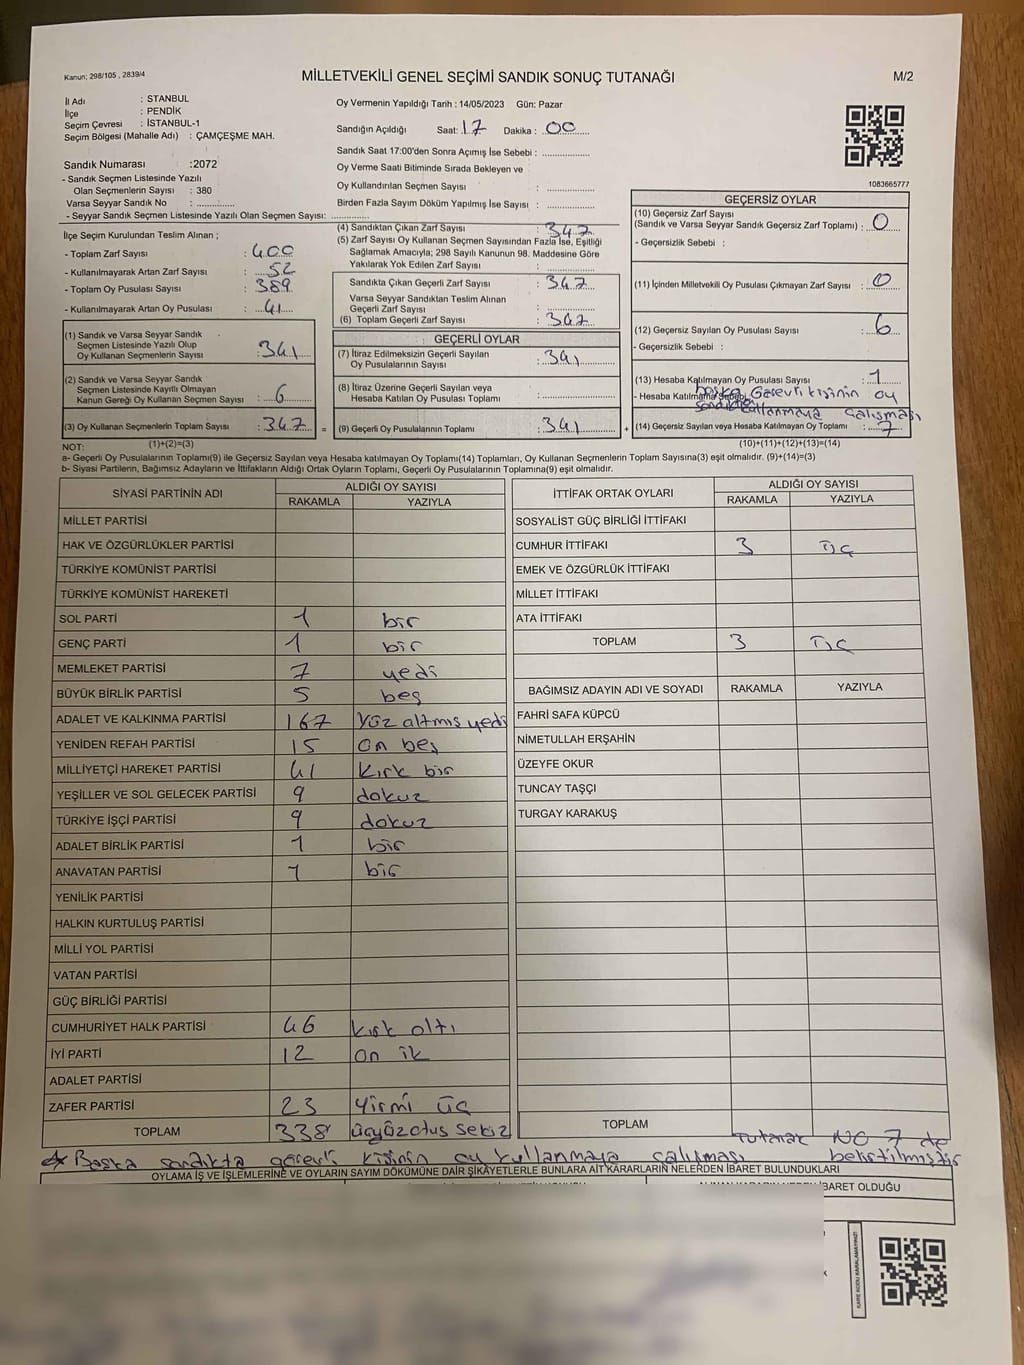 Kanun; 298/105 , 2839/4
MİLLETVEKİLİ GENEL SEÇİMİ SANDIK SONUÇ TUTANAĞI
M/2
İl Adı : STANBUL
İlçe : PENDİK
Seçim Çevresi : İSTANBUL-1
Seçim Bölgesi (Mahalle Adı) : ÇAMÇEŞME MAH.
Sandık Numarası :2072
- Sandık Seçmen Listesinde Yazılı
Olan Seçmenlerin Sayısı : 380
Varsa Seyyar Sandık No : ............
- Seyyar Sandık Seçmen Listesinde Yazılı Olan Seçmen Sayısı: ............
Oy Vermenin Yapıldığı Tarih : 14/05/2023 Gün: Pazar
Sandığın Açıldığı Saat: 17 Dakika : 00
Sandık Saat 17:00'den Sonra Açımış İse Sebebi : ............
Oy Verme Saati Bitiminde Sırada Bekleyen ve
Oy Kullandırılan Seçmen Sayısı : ............
Birden Fazla Sayım Döküm Yapılmış İse Sayısı : ............
1083665777
İlçe Seçim Kurulundan Teslim Alınan ;
- Toplam Zarf Sayısı : 400
- Kullanılmayarak Artan Zarf Sayısı : 52
- Toplam Oy Pusulası Sayısı : 389
- Kullanılmayarak Artan Oy Pusulası : 41
(1) Sandık ve Varsa Seyyar Sandık
Seçmen Listesinde Yazılı Olup
Oy Kullanan Seçmenlerin Sayısı : 341
(2) Sandık ve Varsa Seyyar Sandık
Seçmen Listesinde Kayıtlı Olmayan
Kanun Gereği Oy Kullanan Seçmen Sayısı : 6
(3) Oy Kullanan Seçmenlerin Toplam Sayısı : 347
(4) Sandıktan Çıkan Zarf Sayısı : 347
(5) Zarf Sayısı Oy Kullanan Seçmen Sayısından Fazla İse, Eşitliği
Sağlamak Amacıyla; 298 Sayılı Kanunun 98. Maddesine Göre
Yakılarak Yok Edilen Zarf Sayısı : ............
Sandıkta Çıkan Geçerli Zarf Sayısı : 347
Varsa Seyyar Sandıktan Teslim Alınan
Geçerli Zarf Sayısı : ............
(6) Toplam Geçerli Zarf Sayısı : 347
GEÇERLİ OYLAR
(7) İtiraz Edilmeksizin Geçerli Sayılan
Oy Pusulalarının Sayısı : 341
(8) İtiraz Üzerine Geçerli Sayılan veya
Hesaba Katılan Oy Pusulası Toplamı : ............
= (9) Geçerli Oy Pusulalarının Toplamı : 341 +
GEÇERSİZ OYLAR
(10) Geçersiz Zarf Sayısı
(Sandık ve Varsa Seyyar Sandık Geçersiz Zarf Toplamı) : 0
- Geçersizlik Sebebi :
(11) İçinden Milletvekili Oy Pusulası Çıkmayan Zarf Sayısı : 0
(12) Geçersiz Sayılan Oy Pusulası Sayısı : 6
- Geçersizlik Sebebi :
(13) Hesaba Katılmayan Oy Pusulası Sayısı : 1
- Hesaba Katılmama Sebebi başka Görevli kişinin oy
sandıkta kullanmaya çalışması
(14) Geçersiz Sayılan veya Hesaba Katılmayan Oy Toplamı : 7
NOT: (1)+(2)=(3) (10)+(11)+(12)+(13)=(14)
a- Geçerli Oy Pusulalarının Toplamı(9) ile Geçersiz Sayılan veya Hesaba katılmayan Oy Toplamı(14) Toplamları, Oy Kullanan Seçmenlerin Toplam Sayısına(3) eşit olmalıdır. (9)+(14)=(3)
b- Siyasi Partilerin, Bağımsız Adayların ve İttifakların Aldığı Ortak Oyların Toplamı, Geçerli Oy Pusulalarının Toplamına(9) eşit olmalıdır.
SİYASİ PARTİNİN ADI ALDIĞI OY SAYISI
RAKAMLA YAZIYLA
MİLLET PARTİSİ
HAK VE ÖZGÜRLÜKLER PARTİSİ
TÜRKİYE KOMÜNİST PARTİSİ
TÜRKİYE KOMÜNİST HAREKETİ
SOL PARTİ 1 bir
GENÇ PARTİ 1 bir
MEMLEKET PARTİSİ 7 yedi
BÜYÜK BİRLİK PARTİSİ 5 beş
ADALET VE KALKINMA PARTİSİ 167 Yüz altmış yedi
YENİDEN REFAH PARTİSİ 15 on beş
MİLLİYETÇİ HAREKET PARTİSİ 41 kırk bir
YEŞİLLER VE SOL GELECEK PARTİSİ 9 dokuz
TÜRKİYE İŞÇİ PARTİSİ 9 dokuz
ADALET BİRLİK PARTİSİ 1 bir
ANAVATAN PARTİSİ 1 bir
YENİLİK PARTİSİ
HALKIN KURTULUŞ PARTİSİ
MİLLİ YOL PARTİSİ
VATAN PARTİSİ
GÜÇ BİRLİĞİ PARTİSİ
CUMHURİYET HALK PARTİSİ 46 kırk altı
İYİ PARTİ 12 on ik
ADALET PARTİSİ
ZAFER PARTİSİ 23 Yirmi üç
TOPLAM 338 üçyüzotuz sekiz
İTTİFAK ORTAK OYLARI ALDIĞI OY SAYISI
RAKAMLA YAZIYLA
SOSYALİST GÜÇ BİRLİĞİ İTTİFAKI
CUMHUR İTTİFAKI 3 üç
EMEK VE ÖZGÜRLÜK İTTİFAKI
MİLLET İTTİFAKI
ATA İTTİFAKI
TOPLAM 3 üç
BAĞIMSIZ ADAYIN ADI VE SOYADI RAKAMLA YAZIYLA
FAHRİ SAFA KÜPCÜ
NİMETULLAH ERŞAHİN
ÜZEYFE OKUR
TUNCAY TAŞÇI
TURGAY KARAKUŞ
TOPLAM
Başka sandıkta görevli kişinin oy kullanmaya çalışması tutanak NO 7 de belirtilmiştir
OYLAMA İŞ VE İŞLEMLERİNE VE OYLARIN SAYIM DÖKÜMÜNE DAİR ŞİKAYETLERLE BUNLARA AİT KARARLARIN NELERDEN İBARET BULUNDUKLARI
İBARET OLDUĞU
KARE KODU KARALAMAYINIZ!